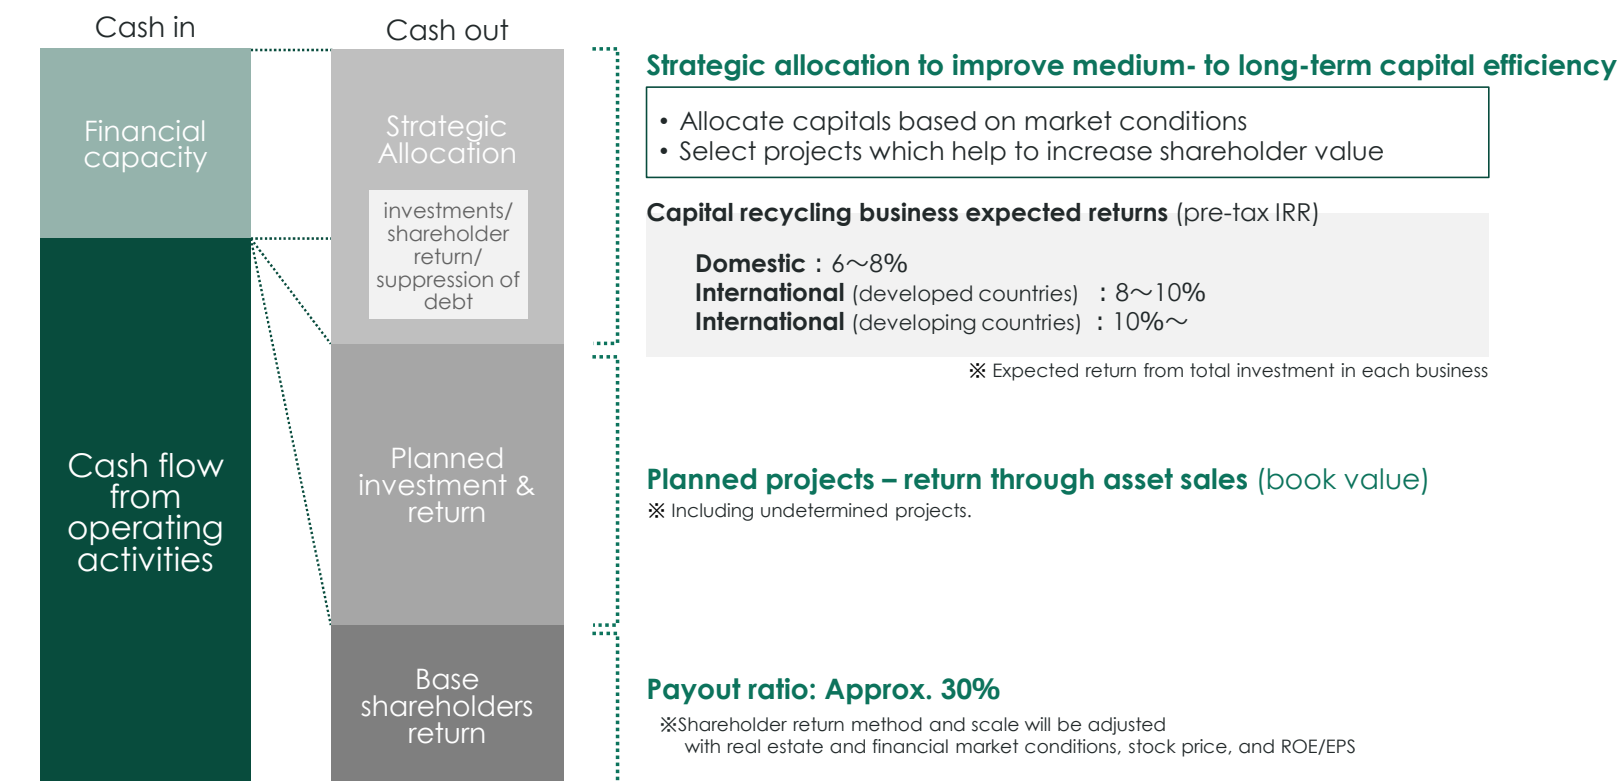 Cash in
Cash out
Financial
capacity
Cash flow
from
operating
activities
Strategic
Allocation
investments/
shareholder
return/
suppression of
debt
Planned
investment &
return
Base
shareholders
return
Strategic allocation to improve medium- to long-term capital efficiency
• Allocate capitals based on market conditions
• Select projects which help to increase shareholder value
Capital recycling business expected returns (pre-tax IRR)
Domestic：6～8%
International (developed countries) ：8～10%
International (developing countries) ：10%～
※ Expected return from total investment in each business
Planned projects – return through asset sales (book value)
※ Including undetermined projects.
Payout ratio: Approx. 30%
※Shareholder return method and scale will be adjusted
with real estate and financial market conditions, stock price, and ROE/EPS